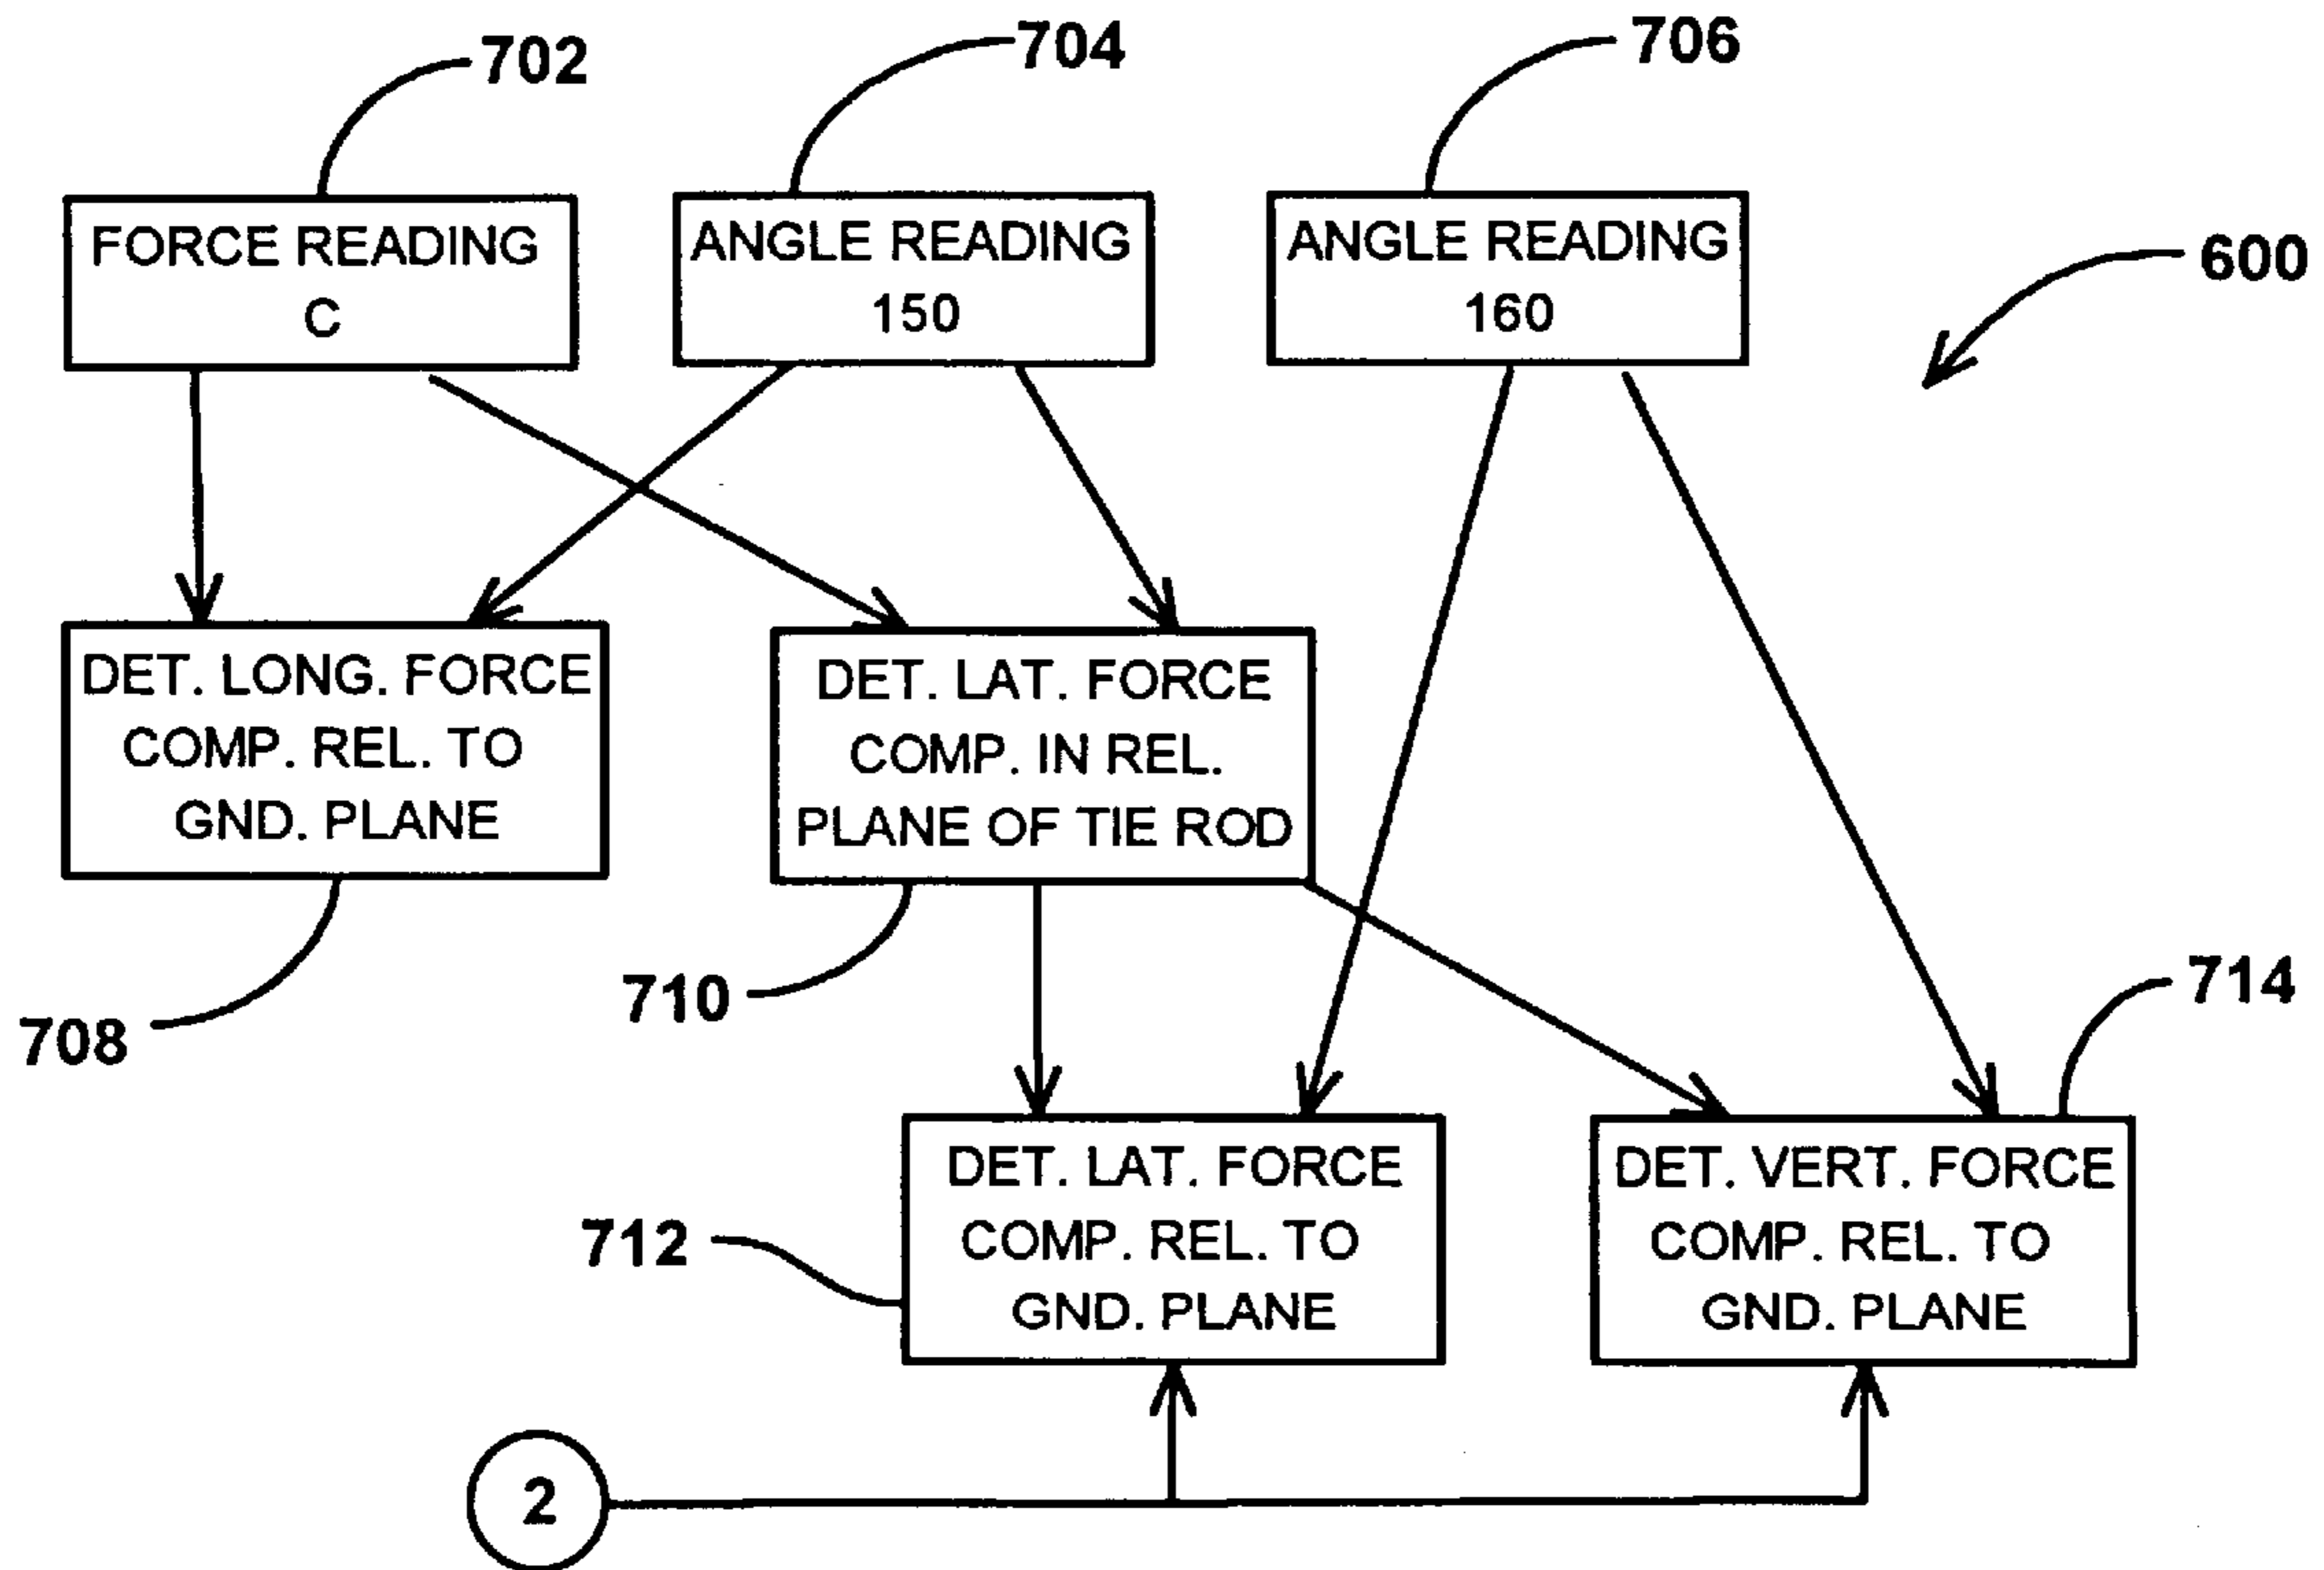 702
704
706
FORCE READING
C
ANGLE READING
150
ANGLE READING
160
600
DET. LONG. FORCE
COMP. REL. TO
GND. PLANE
DET. LAT. FORCE
COMP. IN REL.
PLANE OF TIE ROD
708
710
714
DET. LAT. FORCE
COMP. REL. TO
GND. PLANE
DET. VERT. FORCE
COMP. REL. TO
GND. PLANE
712
2